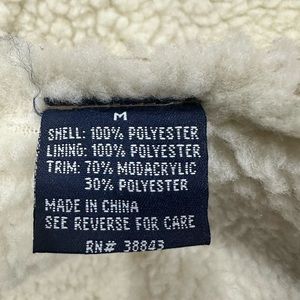 M
SHELL: 100% POLYESTER
LINING: 100% POLYESTER
TRIM: 70% MODACRYLIC
30% POLYESTER
MADE IN CHINA
SEE REVERSE FOR CARE
RN# 38843